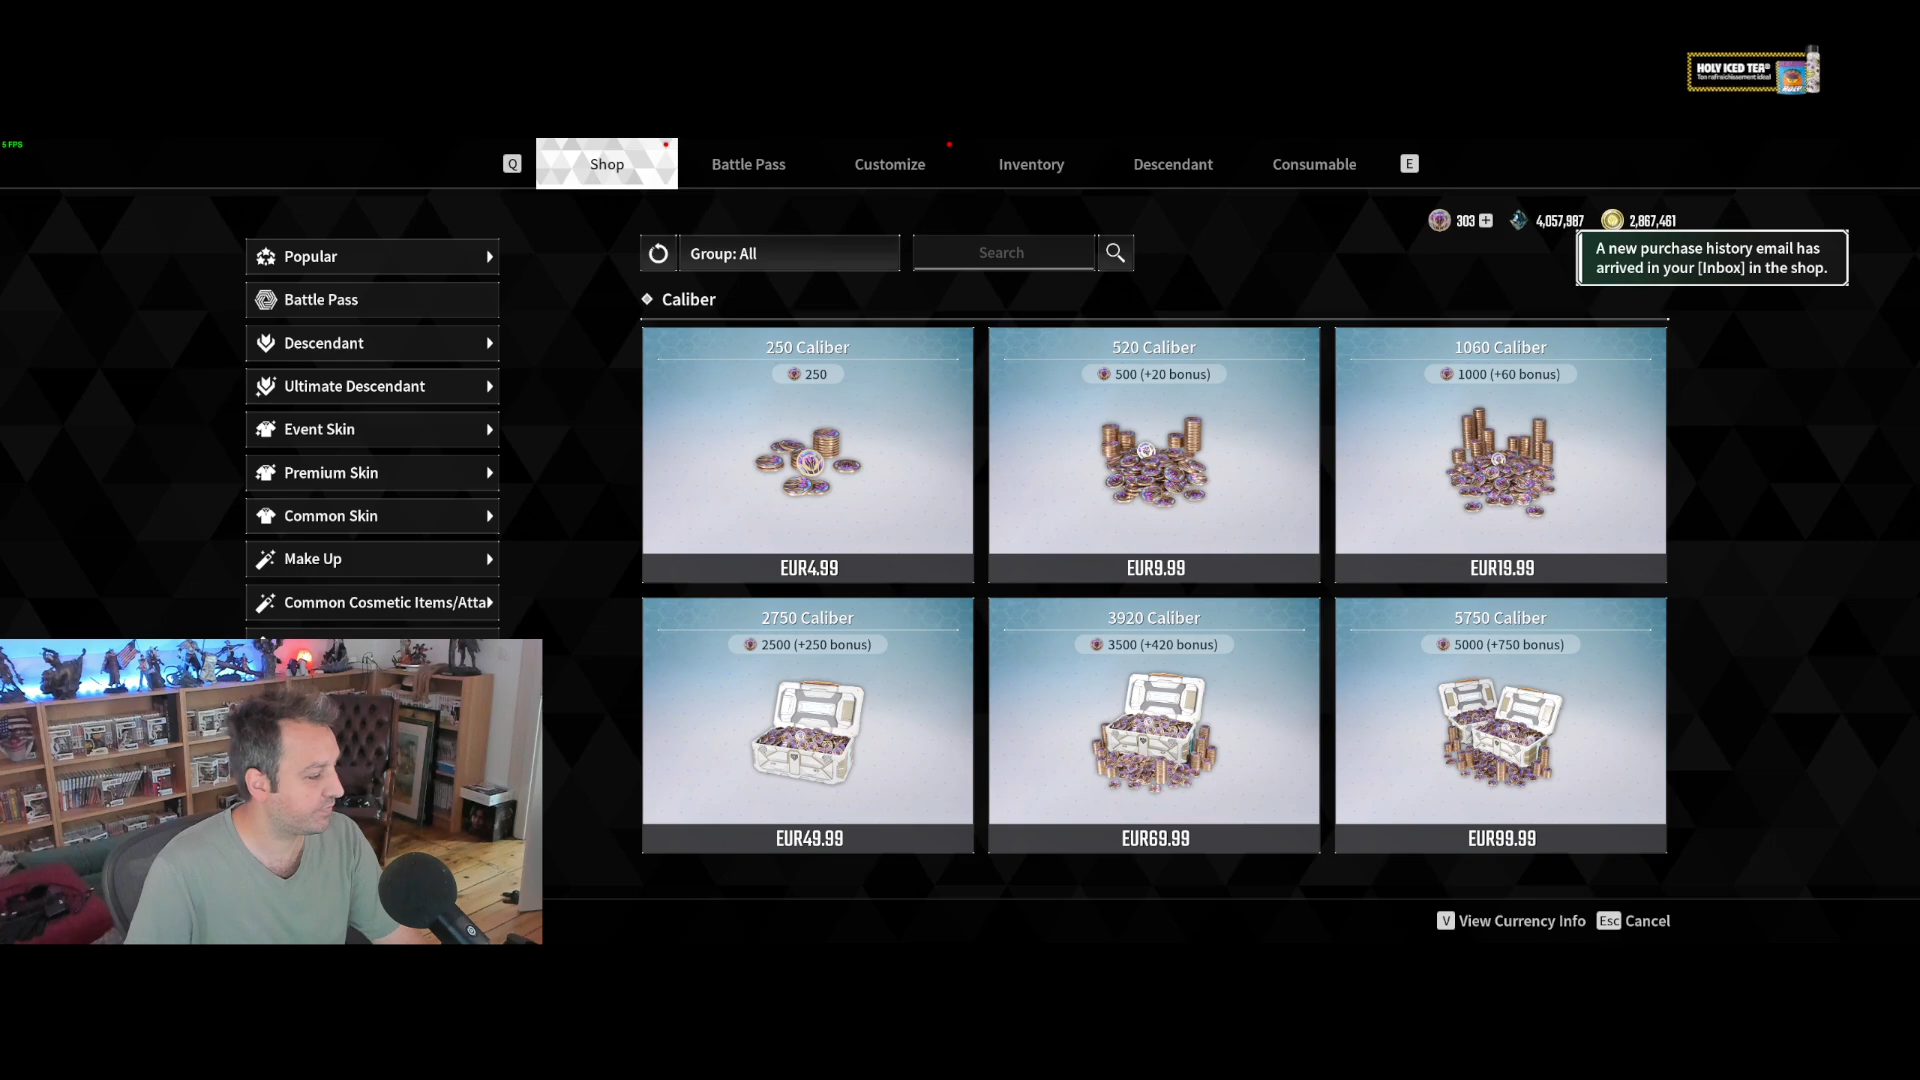 HOLY ICED TEA®
Ton rafraîchissement idéal
5 FPS
Q
Shop
Battle Pass
Customize
Inventory
Descendant
Consumable
E
303
4,057,987
2,867,461
A new purchase history email has
arrived in your [Inbox] in the shop.
Popular
Battle Pass
Descendant
Ultimate Descendant
Event Skin
Premium Skin
Common Skin
Make Up
Common Cosmetic Items/Atta
Group: All
Search
Caliber
250 Caliber
250
EUR4.99
520 Caliber
500 (+20 bonus)
EUR9.99
1060 Caliber
1000 (+60 bonus)
EUR19.99
2750 Caliber
2500 (+250 bonus)
EUR49.99
3920 Caliber
3500 (+420 bonus)
EUR69.99
5750 Caliber
5000 (+750 bonus)
EUR99.99
V View Currency Info Esc Cancel